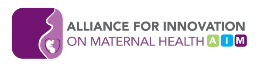 ALLIANCE FOR INNOVATION
ON MATERNAL HEALTH AIM